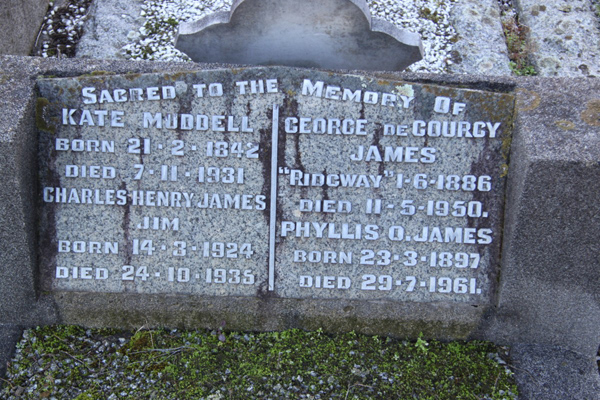 SACRED TO THE MEMORY OF
KATE MUDDELL
BORN 21-2-1842
DIED 7-11-1931
CHARLES HENRY JAMES
JIM
BORN 14-3-1924
DIED 24-10-1935
GEORGE DE COURCY
JAMES
"RIDGWAY" 1-6-1886
DIED 11-5-1950.
PHYLLIS O. JAMES
BORN 23-3-1897
DIED 29-7-1961.